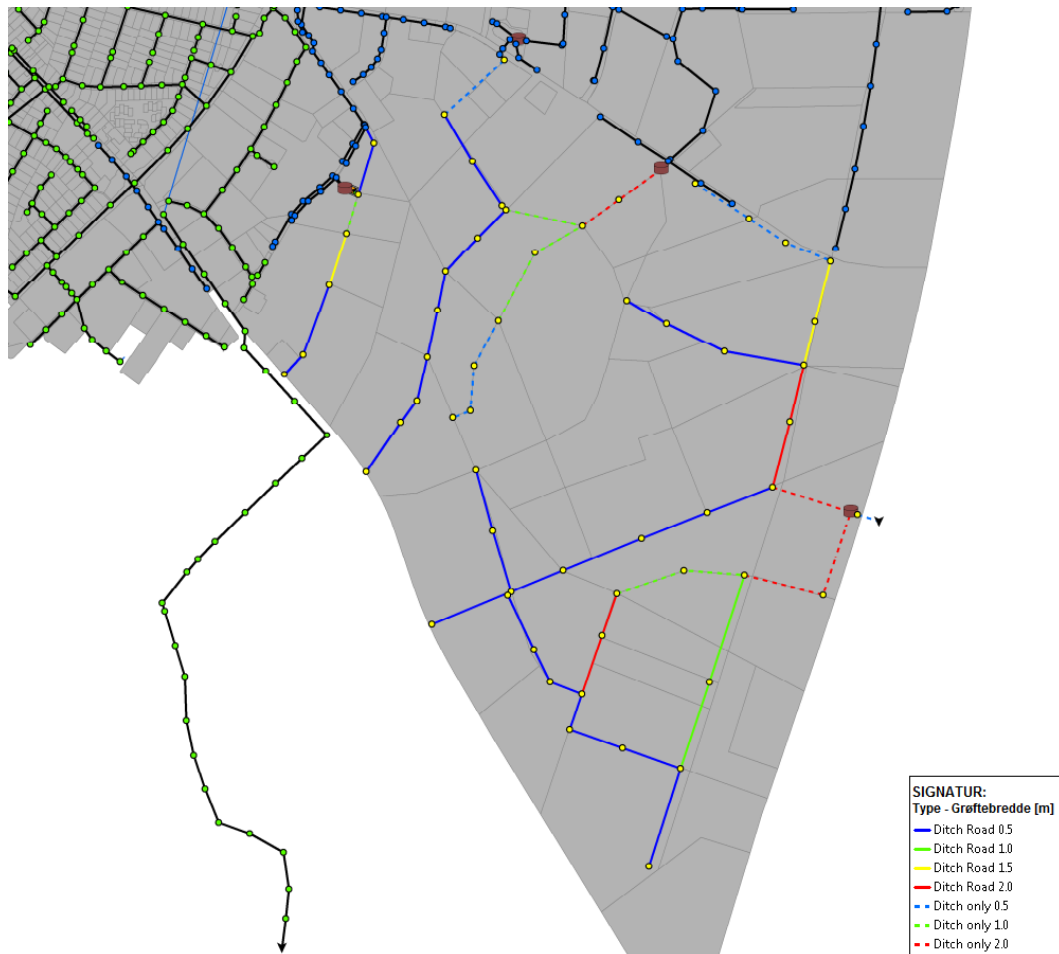 SIGNATUR:
Type - Grøftebredde [m]
Ditch Road 0.5
Ditch Road 1.0
Ditch Road 1.5
Ditch Road 2.0
Ditch only 0.5
Ditch only 1.0
Ditch only 2.0